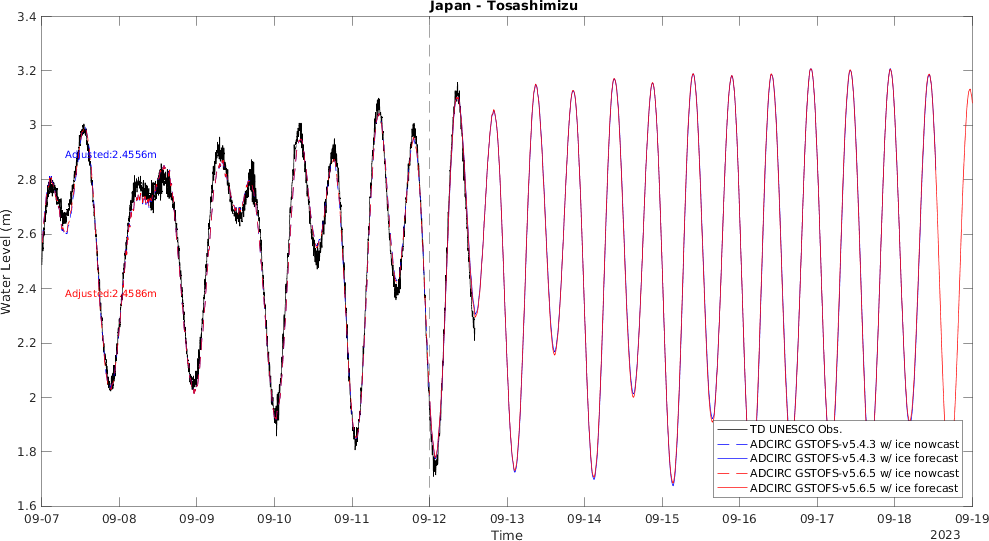 Japan - Tosashimizu
3.4
3.2
3
2.8
2.6
2.4
2.2
2
1.8
1.6
Water Level (m)
Adjusted:2.4556m
Adjusted:2.4586m
TD UNESCO Obs.
ADCIRC GSTOFS-v5.4.3 w/ ice nowcast
ADCIRC GSTOFS-v5.4.3 w/ ice forecast
ADCIRC GSTOFS-v5.6.5 w/ ice nowcast
ADCIRC GSTOFS-v5.6.5 w/ ice forecast
09-07 09-08 09-09 09-10 09-11 09-12 09-13 09-14 09-15 09-16 09-17 09-18 09-19
Time
2023